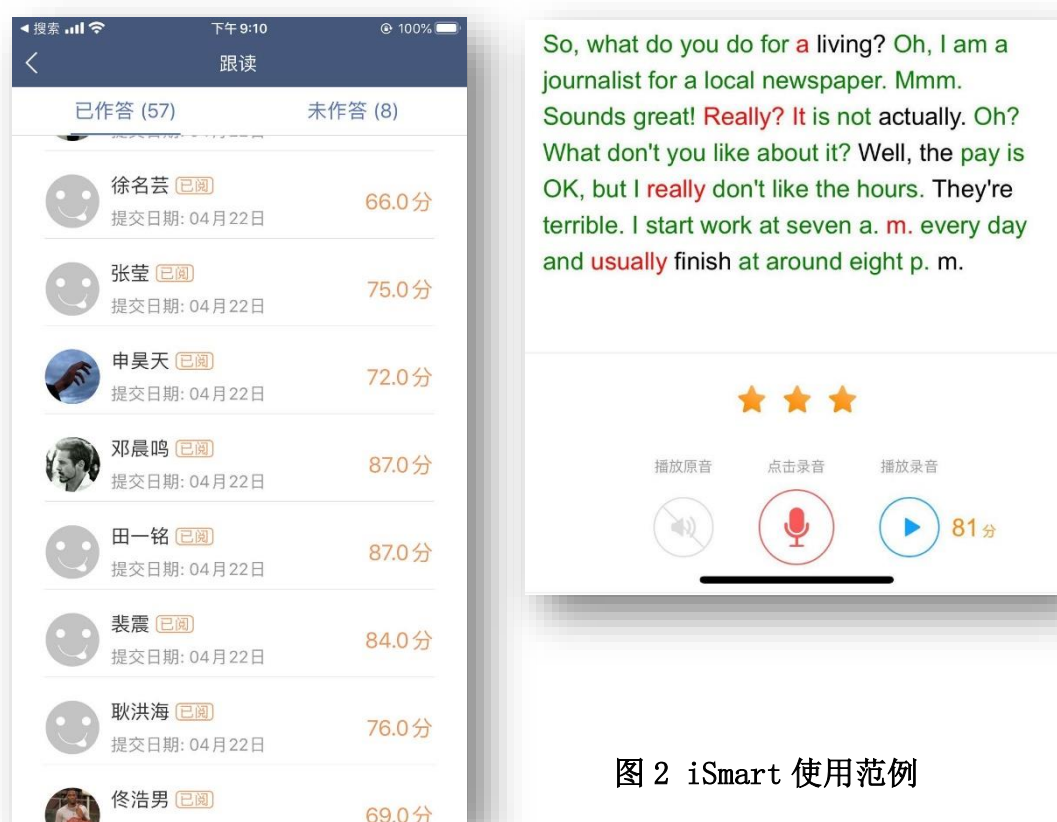 搜索
下午9:10
100%
跟读
已作答 (57)
未作答 (8)
徐名芸 已阅
66.0分
提交日期: 04月22日
张莹 已阅
75.0分
提交日期: 04月22日
申昊天 已阅
72.0分
提交日期: 04月22日
邓晨鸣 已阅
87.0分
提交日期: 04月22日
田一铭 已阅
87.0分
提交日期: 04月22日
裴震 已阅
84.0分
提交日期: 04月22日
耿洪海 已阅
76.0分
提交日期: 04月22日
佟浩男 已阅
69.0分
So, what do you do for a living? Oh, I am a
journalist for a local newspaper. Mmm.
Sounds great! Really? It is not actually. Oh?
What don't you like about it? Well, the pay is
OK, but I really don't like the hours. They're
terrible. I start work at seven a. m. every day
and usually finish at around eight p. m.
播放原音
点击录音
播放录音
81分
图 2 iSmart 使用范例